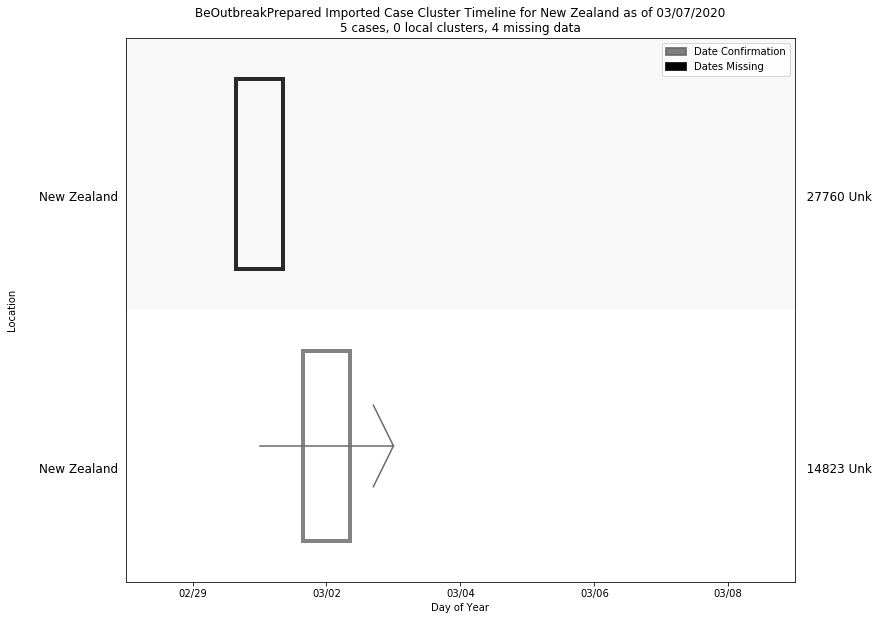 BeOutbreakPrepared Imported Case Cluster Timeline for New Zealand as of 03/07/2020
5 cases, 0 local clusters, 4 missing data
Date Confirmation
Dates Missing
New Zealand
27760 Unk
Location
New Zealand
14823 Unk
02/29
03/02
03/04
03/06
03/08
Day of Year